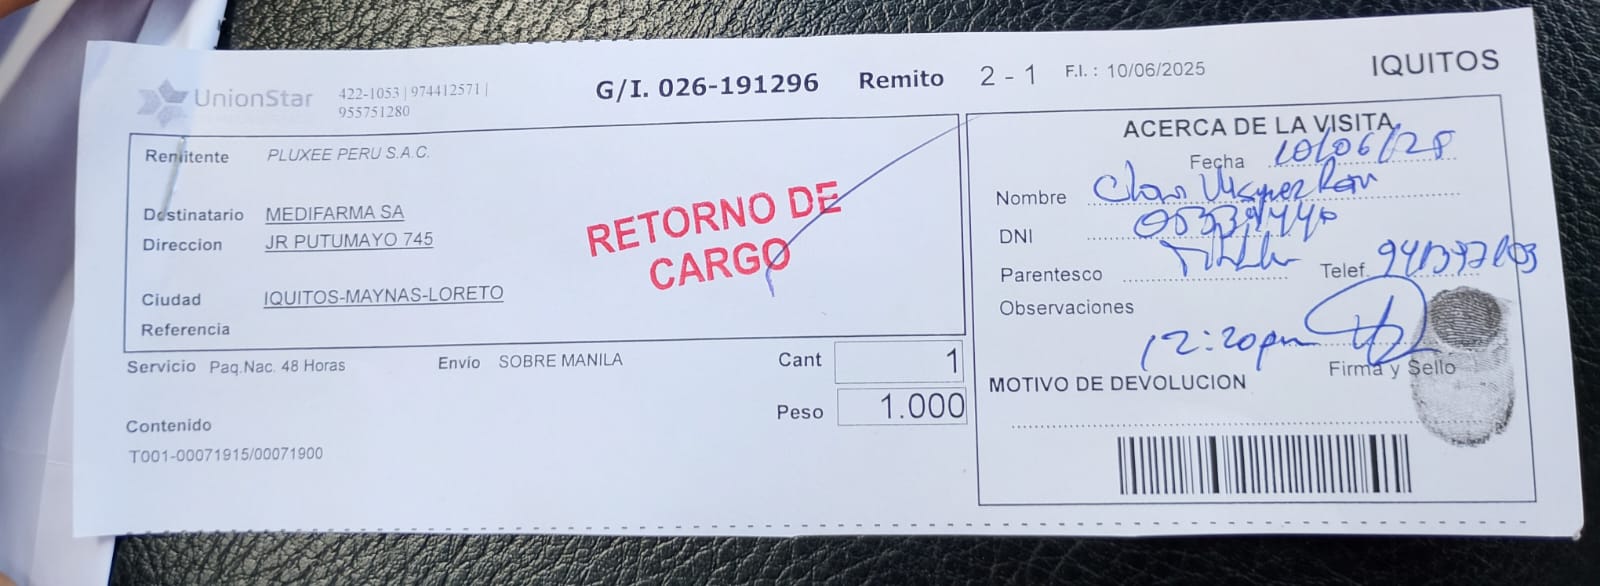 UnionStar
422-1053 | 974412571 |
955751280
G/I. 026-191296 Remito 2 - 1 F.I. : 10/06/2025
IQUITOS
Remitente PLUXEE PERU S.A.C.
Destinatario MEDIFARMA SA
Direccion JR PUTUMAYO 745
Ciudad IQUITOS-MAYNAS-LORETO
Referencia
RETORNO DE
CARGO
Servicio Paq.Nac. 48 Horas Envío SOBRE MANILA
Cant 1
Peso 1.000
Contenido
T001-00071915/00071900
ACERCA DE LA VISITA
Fecha 10/06/25
Nombre
DNI
Parentesco
Telef.
Observaciones
12:20pm
Firma y Sello
MOTIVO DE DEVOLUCION